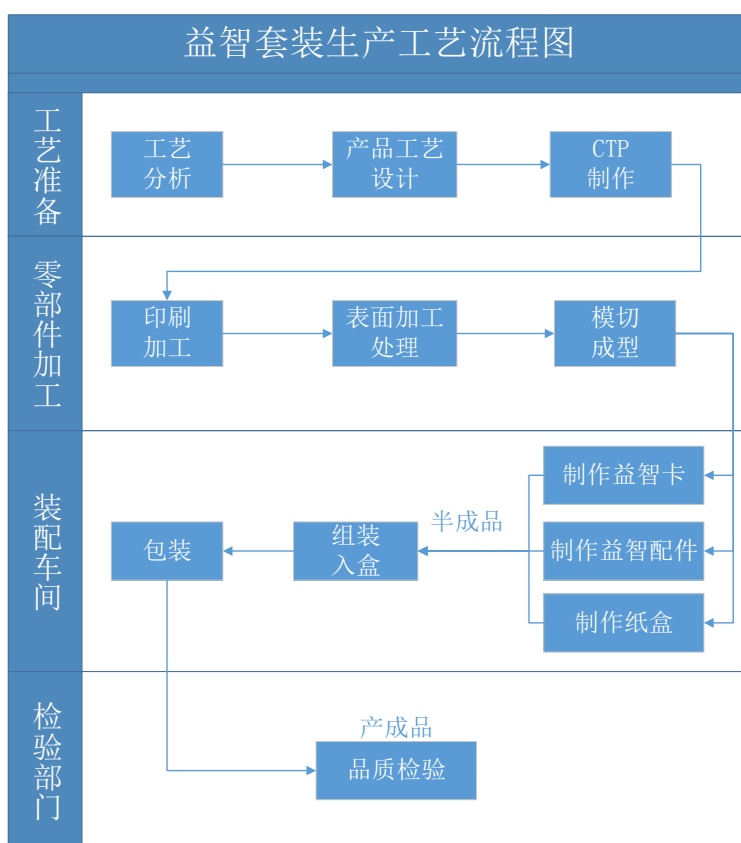 益智套装生产工艺流程图
工艺准备
工艺
分析
产品工艺
设计
CTP
制作
零部件加工
印刷
加工
表面加工
处理
模切
成型
装配车间
制作益智卡
半成品
包装
组装
入盒
制作益智配件
制作纸盒
检验部门
产成品
品质检验